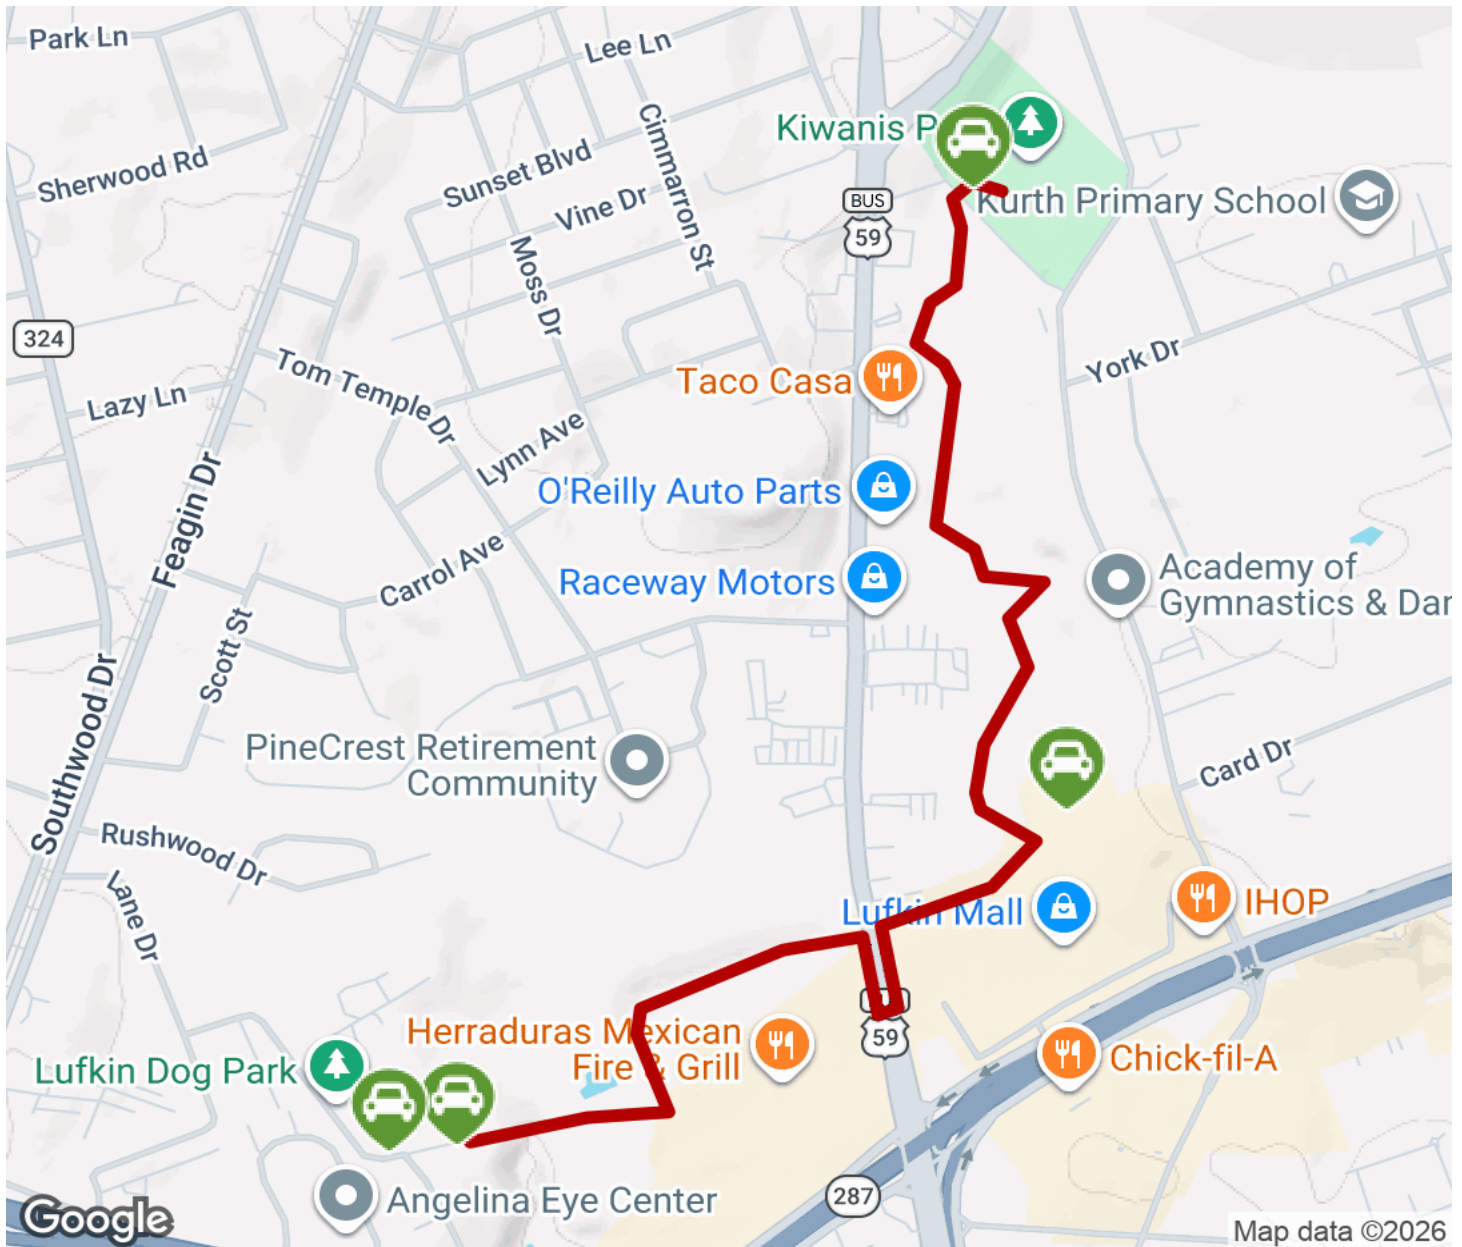 Park Ln
Lee Ln
Cimmarron St
Kiwanis P
Sherwood Rd
Sunset Blvd
Vine Dr
Kurth Primary School
BUS
59
Moss Dr
324
Tom Temple Dr
York Dr
Taco Casa
Lazy Ln
Lynn Ave
Feagin Dr
O'Reilly Auto Parts
Carrol Ave
Raceway Motors
Academy of
Gymnastics & Dan
Scott St
Southwood Dr
PineCrest Retirement
Community
Card Dr
Rushwood Dr
Lane Dr
Lufkin Mall
IHOP
59
Herraduras Mexican
Fire & Grill
Chick-fil-A
Lufkin Dog Park
Angelina Eye Center
287
Google
Map data ©2026